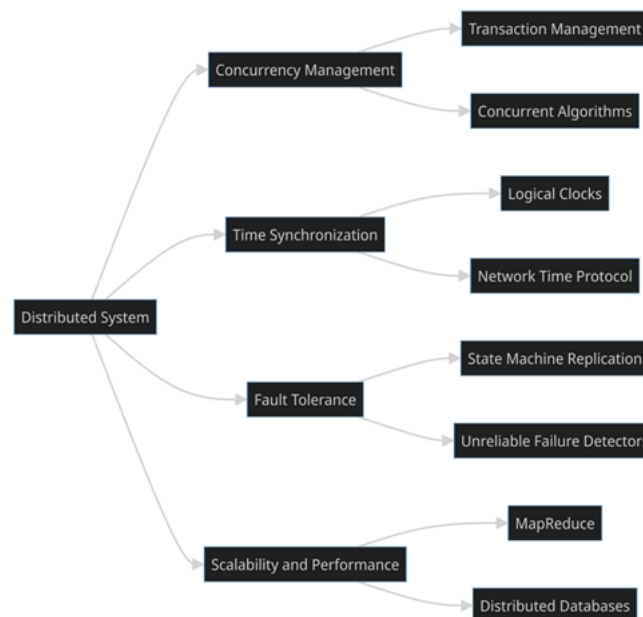 Transaction Management
Concurrency Management
Concurrent Algorithms
Logical Clocks
Time Synchronization
Network Time Protocol
Distributed System
State Machine Replication
Fault Tolerance
Unreliable Failure Detectors
MapReduce
Scalability and Performance
Distributed Databases